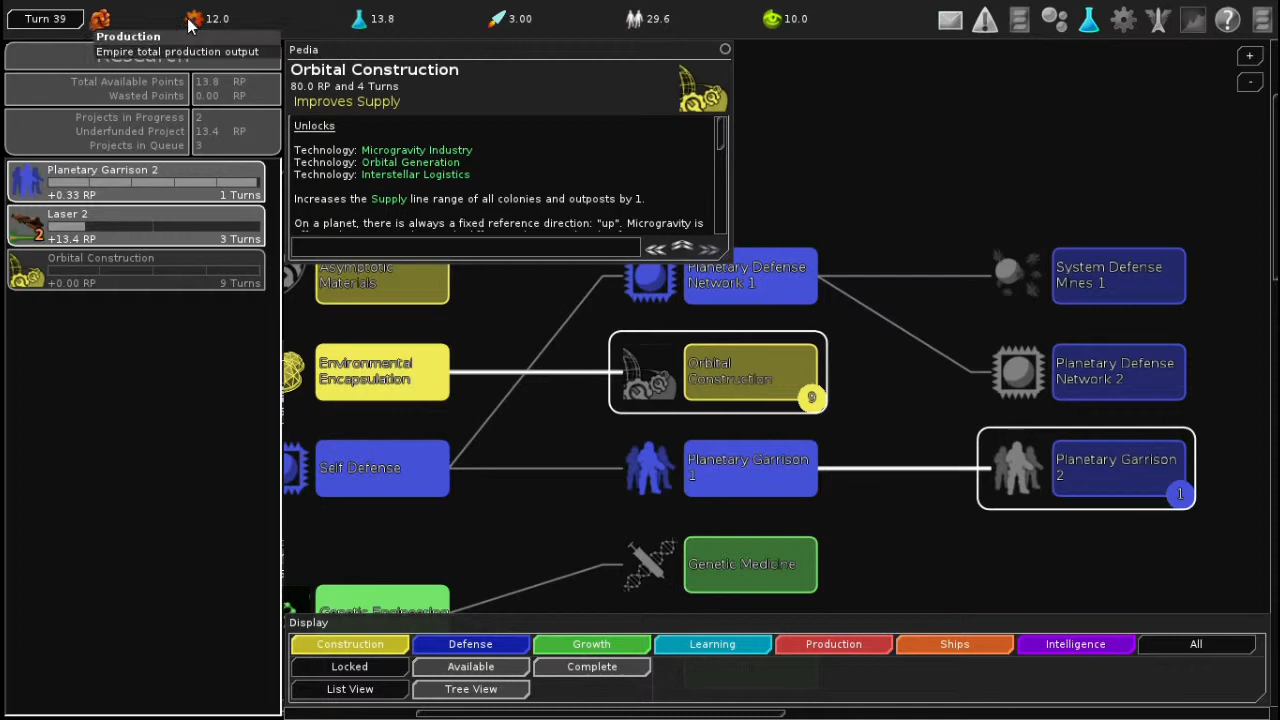 Turn 39
12.0
13.8
3.00
29.6
10.0
Production
Empire total production output
Research
Total Available Points 13.8 RP
Wasted Points 0.00 RP
Projects in Progress 2
Underfunded Project 13.4 RP
Projects in Queue 3
Planetary Garrison 2
+0.33 RP 1 Turns
Laser 2
2
+13.4 RP 3 Turns
Orbital Construction
+0.00 RP 9 Turns
Pedia
Orbital Construction
80.0 RP and 4 Turns
Improves Supply
Unlocks
Technology: Microgravity Industry
Technology: Orbital Generation
Technology: Interstellar Logistics
Increases the Supply line range of all colonies and outposts by 1.
On a planet, there is always a fixed reference direction: "up". Microgravity is
+
-
Asymptotic
Materials
Planetary Defense
Network 1
System Defense
Mines 1
Environmental
Encapsulation
Orbital
Construction
9
Planetary Defense
Network 2
Self Defense
Planetary Garrison
1
Planetary Garrison
2
1
Genetic Medicine
Genetic Engineering
Display
Construction Defense Growth Learning Production Ships Intelligence All
Locked Available Complete
List View Tree View